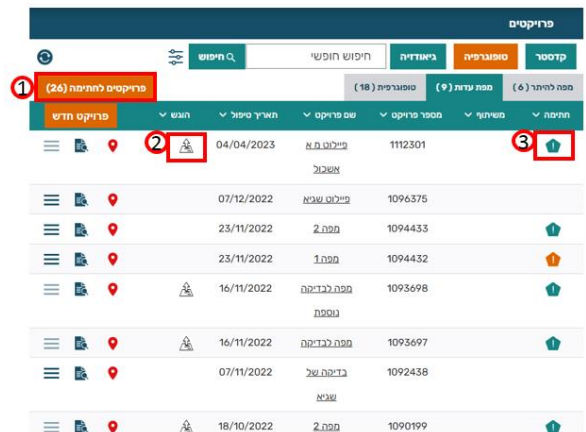 פרויקטים
קדסטר טופוגרפיה גיאודזיה חיפוש חופשי חיפוש
מפה להיתר ( 6 ) מפת עדות ( 9 ) טופוגרפית ( 18 ) פרויקטים לחתימה (26) 1
חתימה משיתוף מספר פרויקט שם פרויקט תאריך טיפול הוגש פרויקט חדש
3 1112301 פיילוט מ א 04/04/2023 2
אשכול
1096375 פיילוט שגיא 07/12/2022
1094433 מפה 2 23/11/2022
1094432 מפה 1 23/11/2022
1093698 מפה לבדיקה 16/11/2022
נוספת
1093697 מפה לבדיקה 16/11/2022
1092438 בדיקה של 07/11/2022
שגיא
1090199 מפה 2 18/10/2022